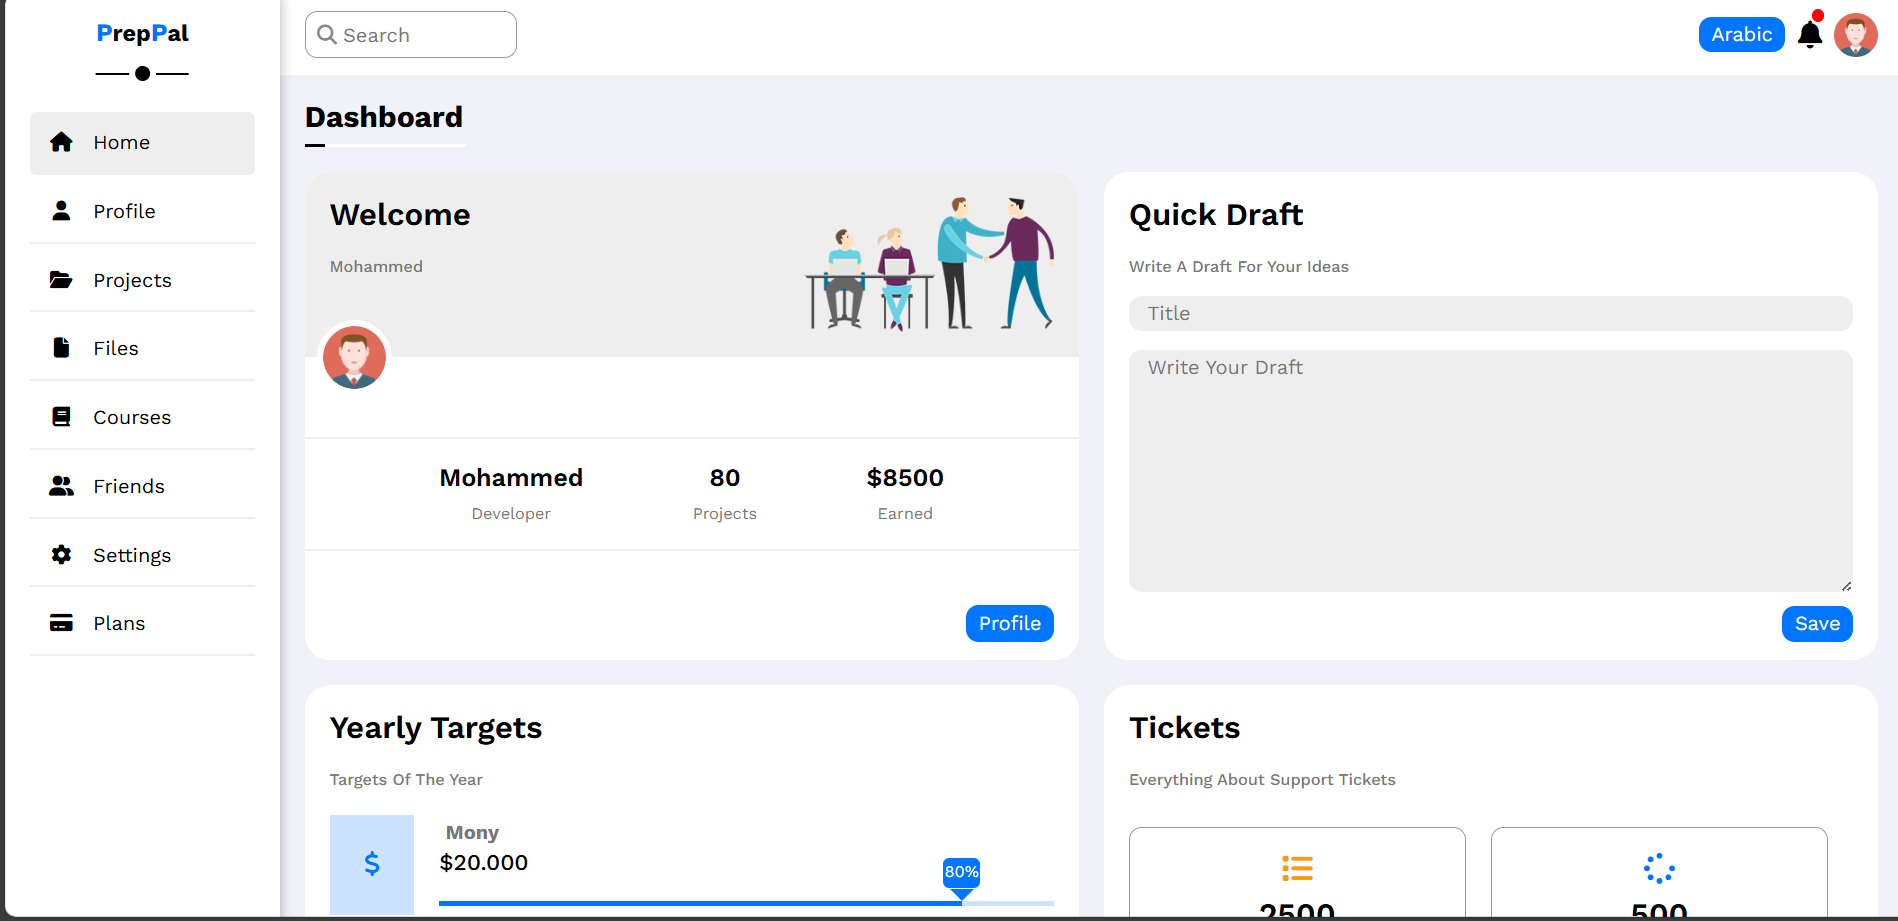 PrepPal
Home
Profile
Projects
Files
Courses
Friends
Settings
Plans
Search
Arabic
Dashboard
Welcome
Mohammed
Mohammed
Developer
80
Projects
$8500
Earned
Profile
Quick Draft
Write A Draft For Your Ideas
Title
Write Your Draft
Save
Yearly Targets
Targets Of The Year
$
Mony
$20.000
80%
Tickets
Everything About Support Tickets
2500
500